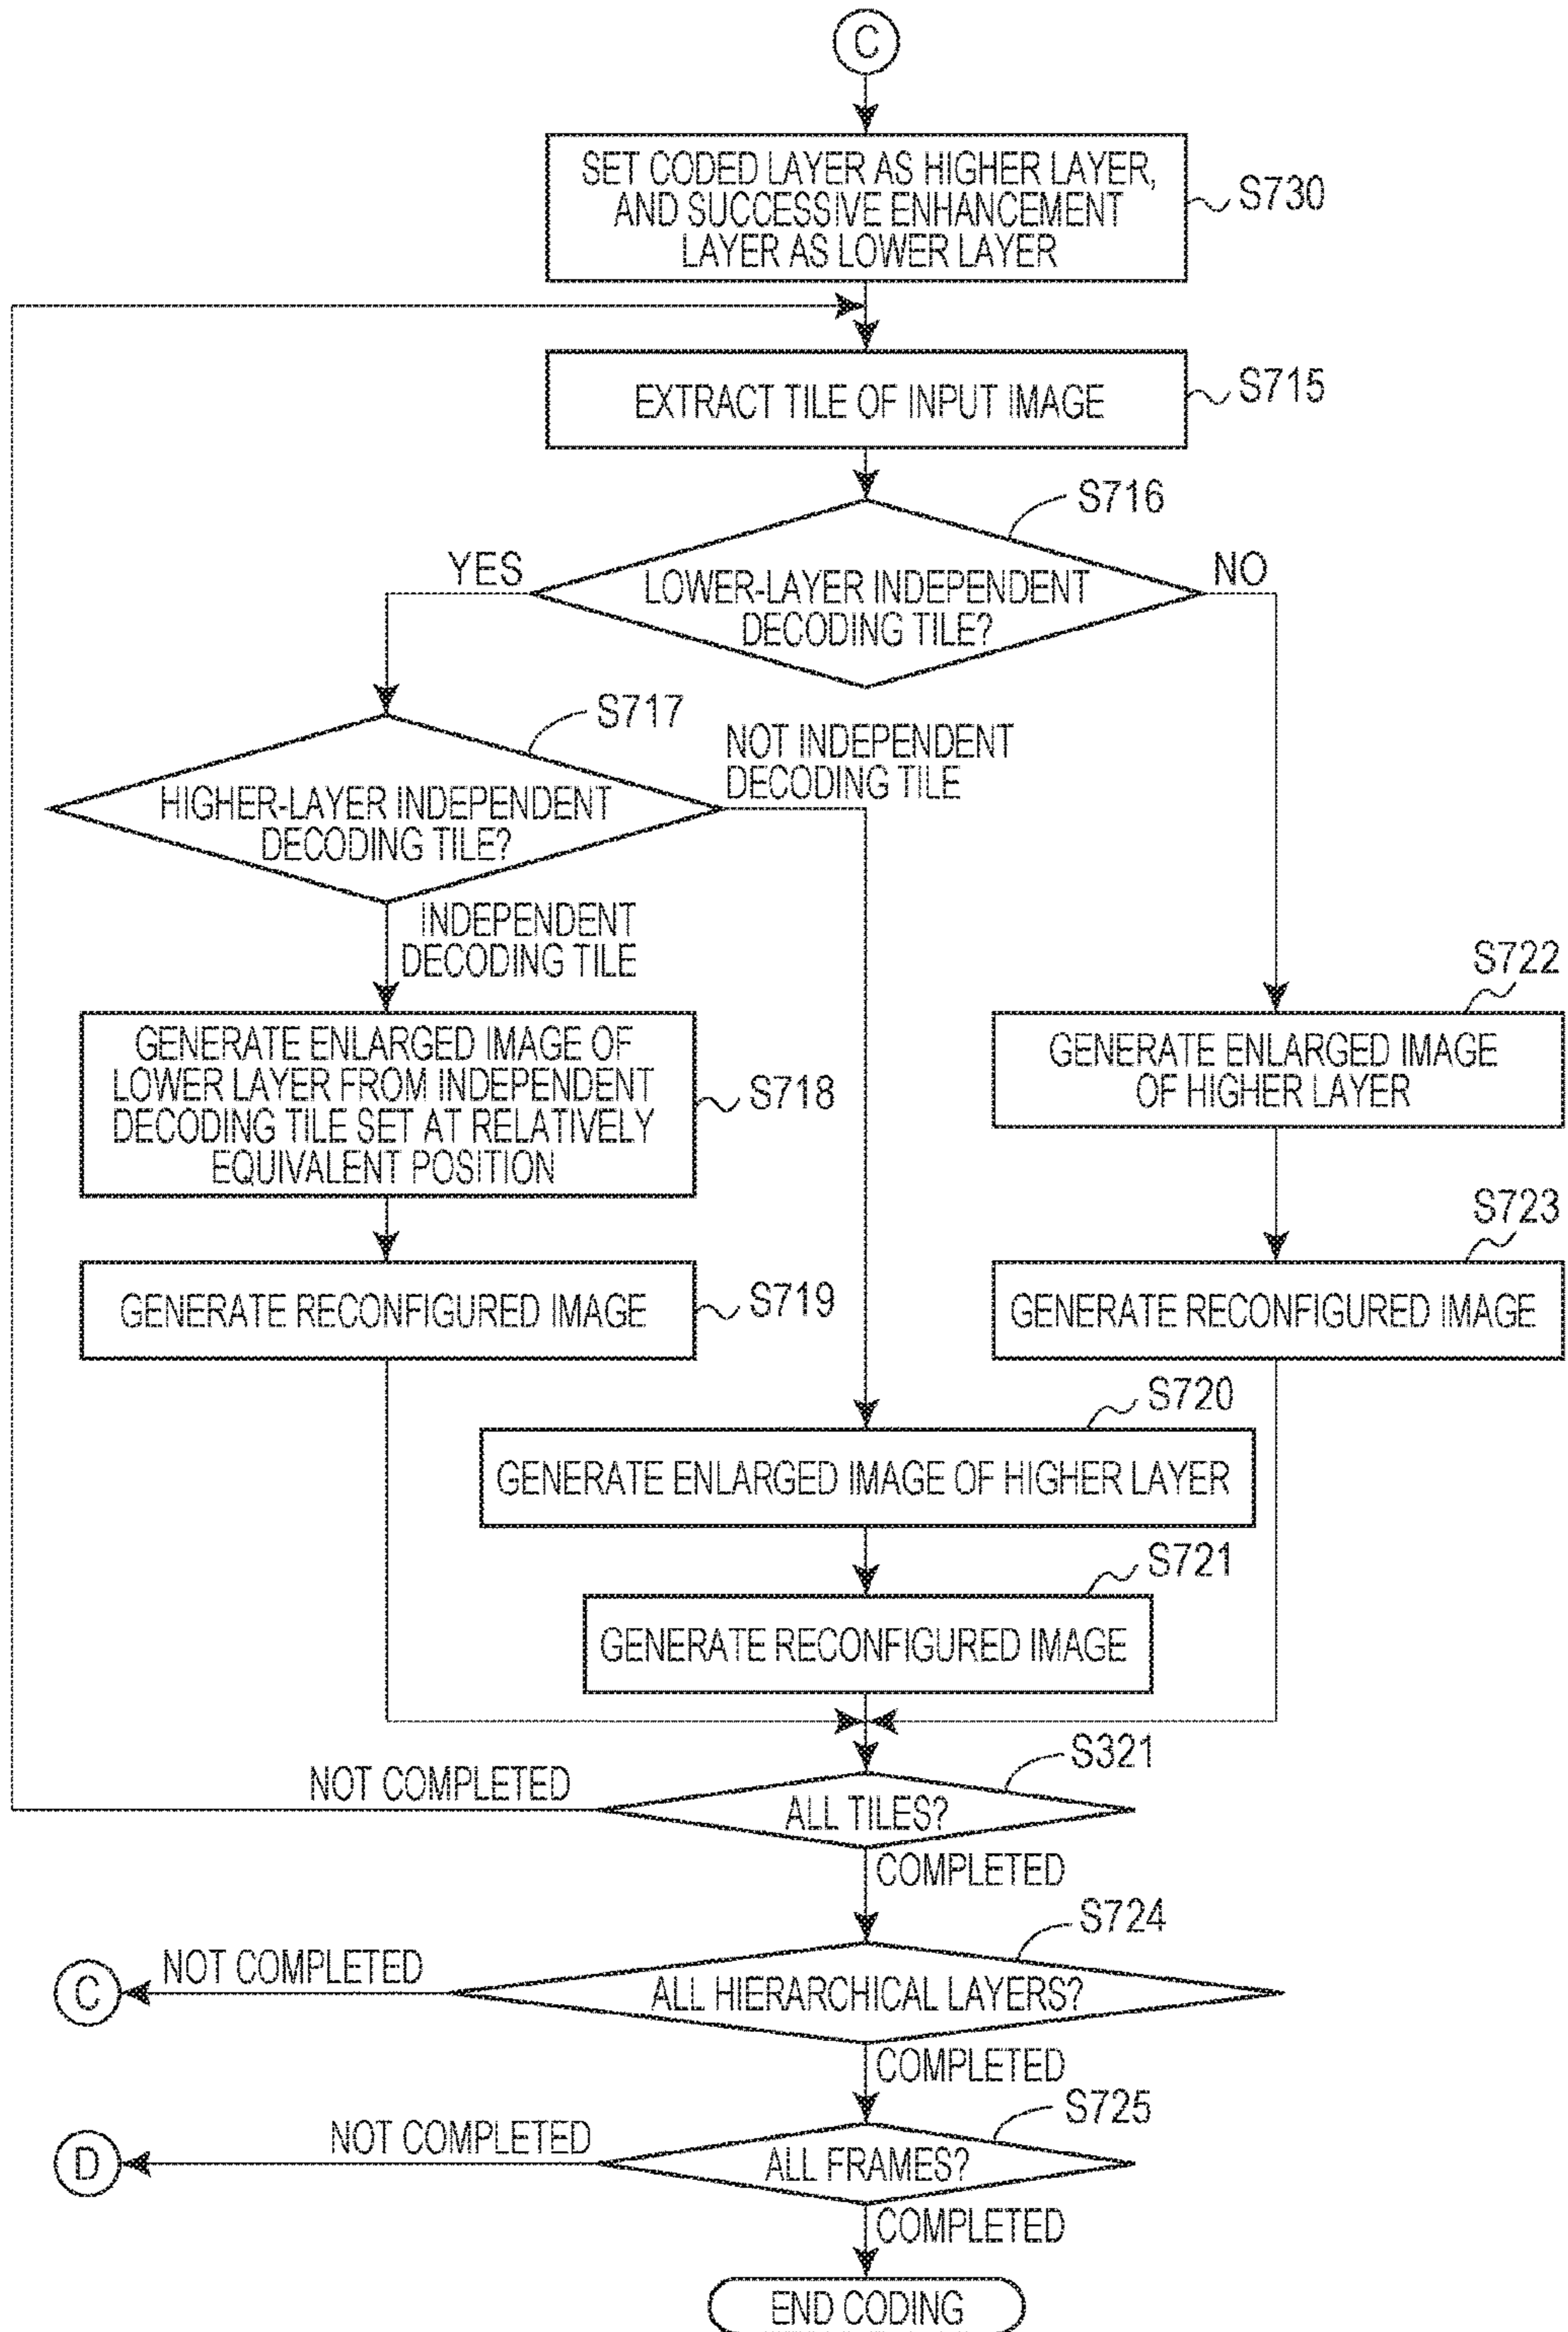 C
SET CODED LAYER AS HIGHER LAYER,
AND SUCCESSIVE ENHANCEMENT
LAYER AS LOWER LAYER
S730
EXTRACT TILE OF INPUT IMAGE
S715
S716
YES
LOWER-LAYER INDEPENDENT
DECODING TILE?
NO
S717
NOT INDEPENDENT
DECODING TILE
HIGHER-LAYER INDEPENDENT
DECODING TILE?
INDEPENDENT
DECODING TILE
S722
GENERATE ENLARGED IMAGE OF
LOWER LAYER FROM INDEPENDENT
DECODING TILE SET AT RELATIVELY
EQUIVALENT POSITION
S718
GENERATE ENLARGED IMAGE
OF HIGHER LAYER
S723
GENERATE RECONFIGURED IMAGE
S719
GENERATE RECONFIGURED IMAGE
S720
GENERATE ENLARGED IMAGE OF HIGHER LAYER
S721
GENERATE RECONFIGURED IMAGE
S321
NOT COMPLETED
ALL TILES?
COMPLETED
S724
C
NOT COMPLETED
ALL HIERARCHICAL LAYERS?
COMPLETED
S725
D
NOT COMPLETED
ALL FRAMES?
COMPLETED
END CODING